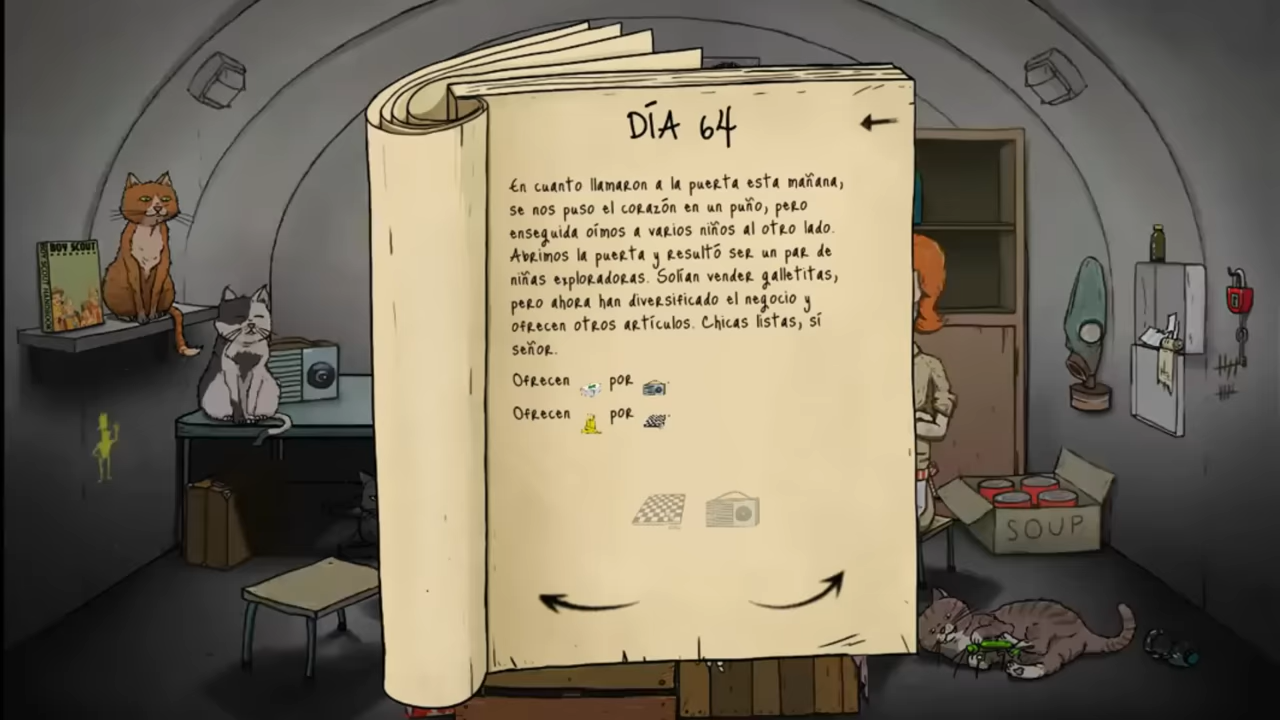 DÍA 64
En cuanto llamaron a la puerta esta mañana,
se nos puso el corazón en un puño, pero
enseguida oímos a varios niños al otro lado.
Abrimos la puerta y resultó ser un par de
niñas exploradoras. Solían vender galletitas,
pero ahora han diversificado el negocio y
ofrecen otros artículos. Chicas listas, sí
señor.
Ofrecen por
Ofrecen por
BOY SCOUT
SOUP